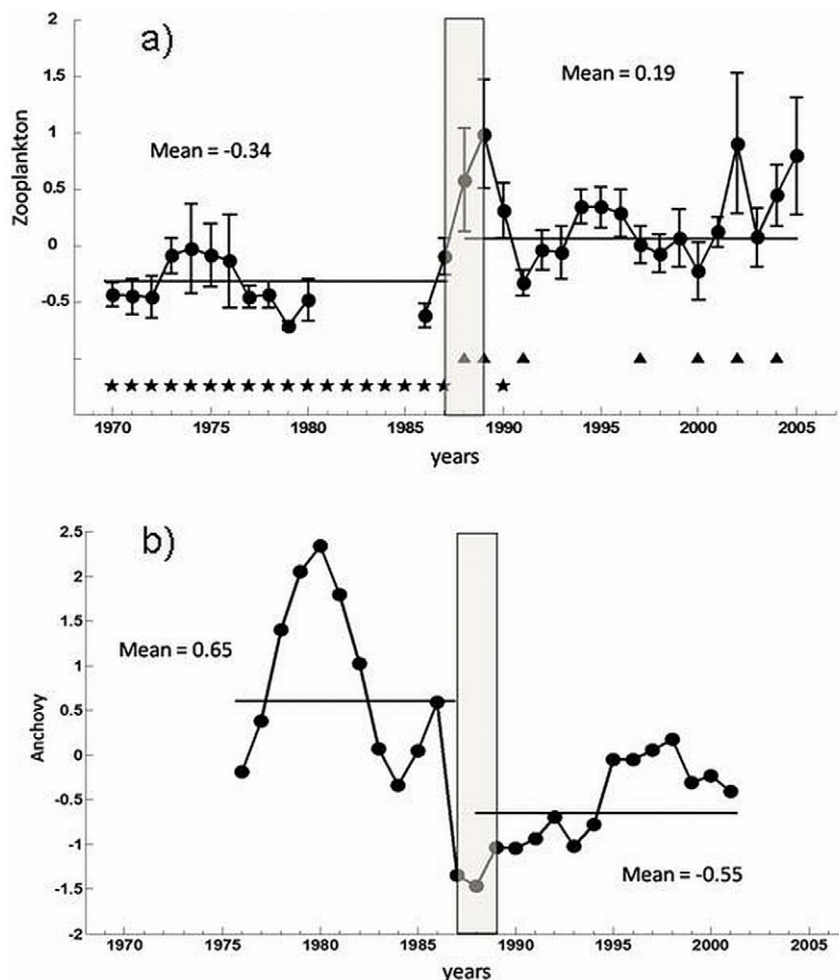 a)
Zooplankton
2
1.5
1
0.5
0
-0.5
Mean = -0.34
Mean = 0.19
1970 1975 1980 1985 1990 1995 2000 2005
years
b)
Anchovy
2.5
2
1.5
1
0.5
0
-0.5
-1
-1.5
-2
Mean = 0.65
Mean = -0.55
1970 1975 1980 1985 1990 1995 2000 2005
years